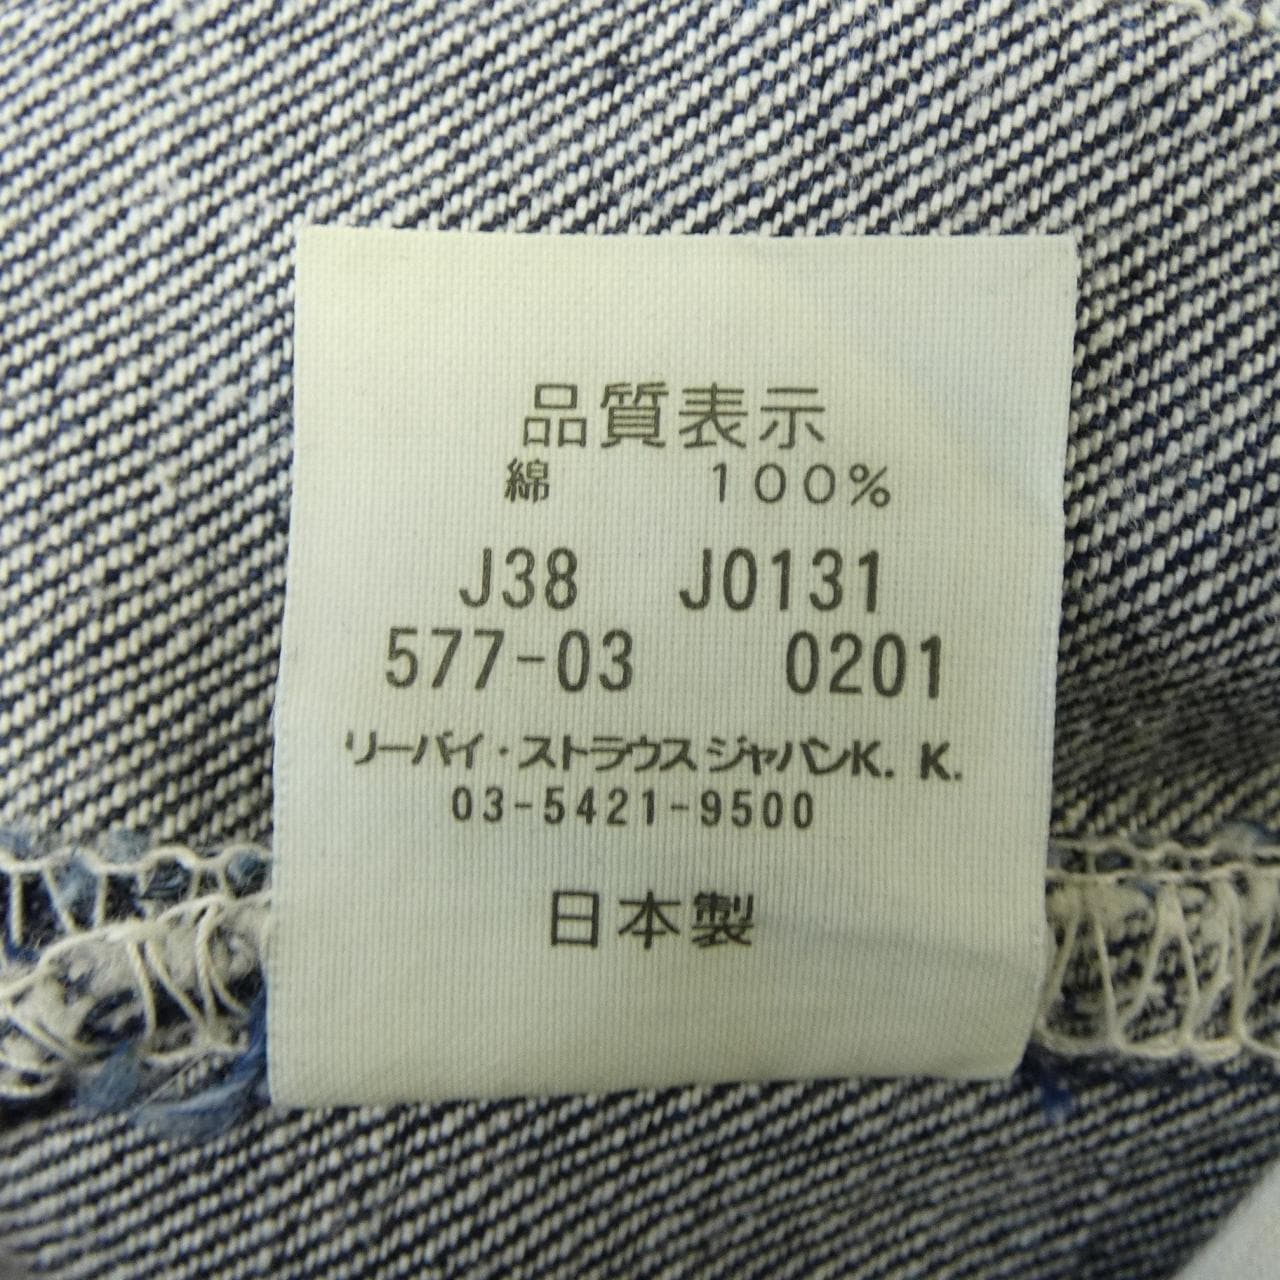 品質表示
綿 100%
J38 J0131
577-03 0201
リーバイ・ストラウス ジャパンK. K.
03-5421-9500
日本製